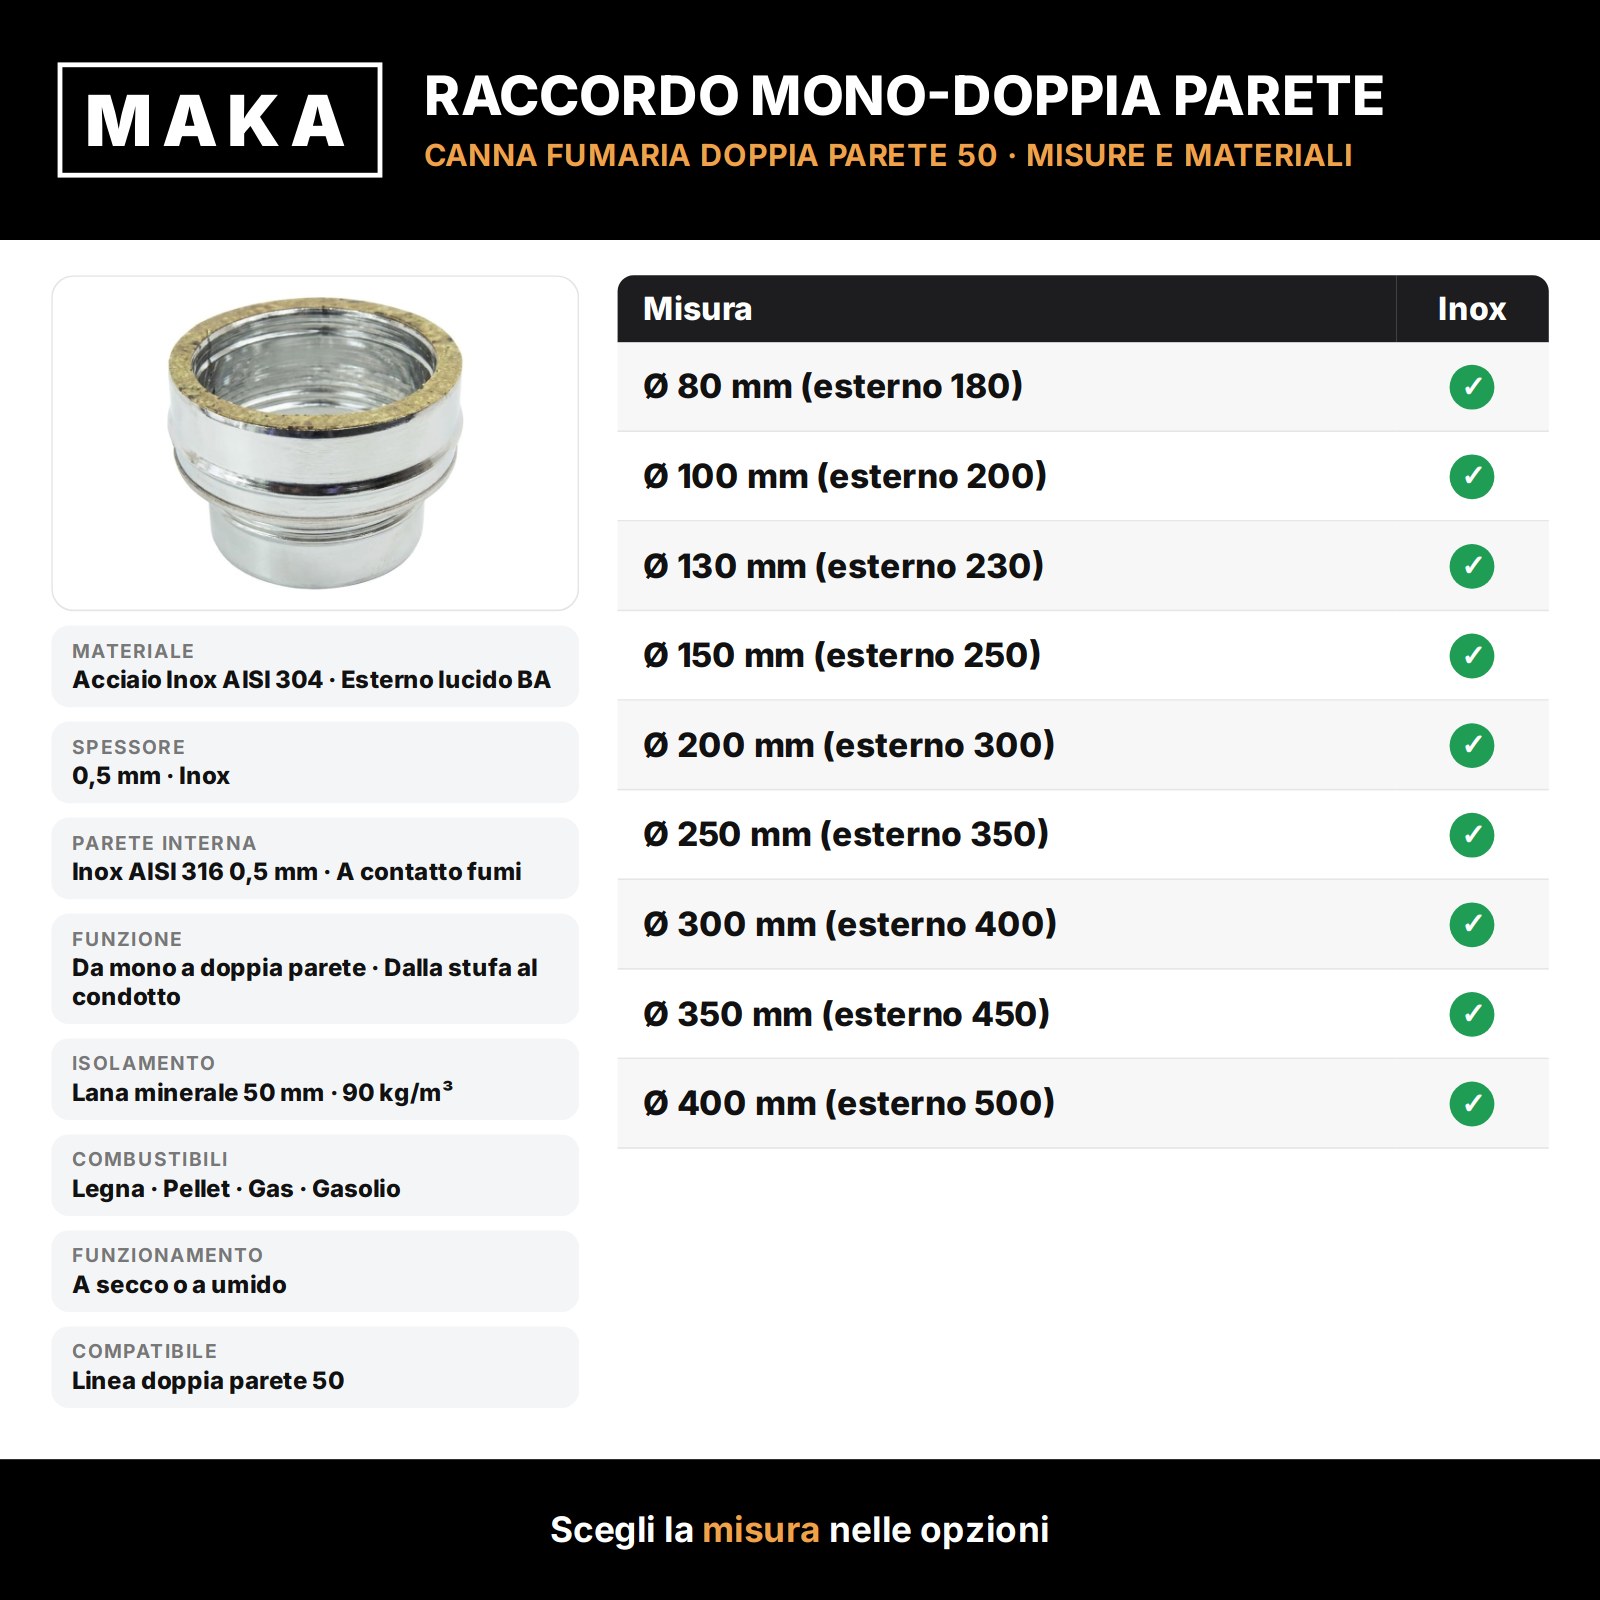 MAKA
RACCORDO MONO-DOPPIA PARETE
CANNA FUMARIA DOPPIA PARETE 50 · MISURE E MATERIALI
MATERIALE
Acciaio Inox AISI 304 · Esterno lucido BA
SPESSORE
0,5 mm · Inox
PARETE INTERNA
Inox AISI 316 0,5 mm · A contatto fumi
FUNZIONE
Da mono a doppia parete · Dalla stufa al
condotto
ISOLAMENTO
Lana minerale 50 mm · 90 kg/m³
COMBUSTIBILI
Legna · Pellet · Gas · Gasolio
FUNZIONAMENTO
A secco o a umido
COMPATIBILE
Linea doppia parete 50
Misura Inox
Ø 80 mm (esterno 180) ✓
Ø 100 mm (esterno 200) ✓
Ø 130 mm (esterno 230) ✓
Ø 150 mm (esterno 250) ✓
Ø 200 mm (esterno 300) ✓
Ø 250 mm (esterno 350) ✓
Ø 300 mm (esterno 400) ✓
Ø 350 mm (esterno 450) ✓
Ø 400 mm (esterno 500) ✓
Scegli la misura nelle opzioni